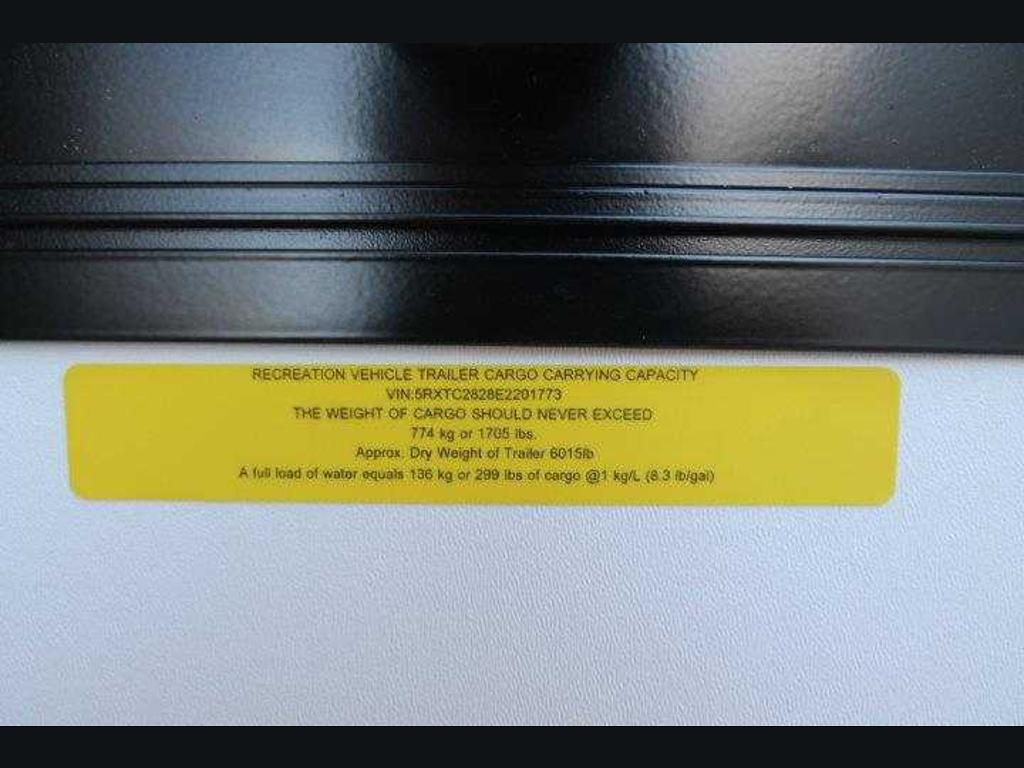 RECREATION VEHICLE TRAILER CARGO CARRYING CAPACITY
VIN:5RXTC2828E2201773
THE WEIGHT OF CARGO SHOULD NEVER EXCEED
774 kg or 1705 lbs.
Approx. Dry Weight of Trailer 6015lb
A full load of water equals 136 kg or 299 lbs of cargo @1 kg/L (8.3 lb/gal)